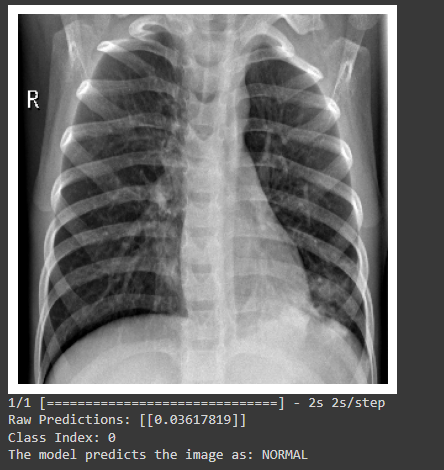 R
1/1 [==============================] - 2s 2s/step
Raw Predictions: [[0.03617819]]
Class Index: 0
The model predicts the image as: NORMAL